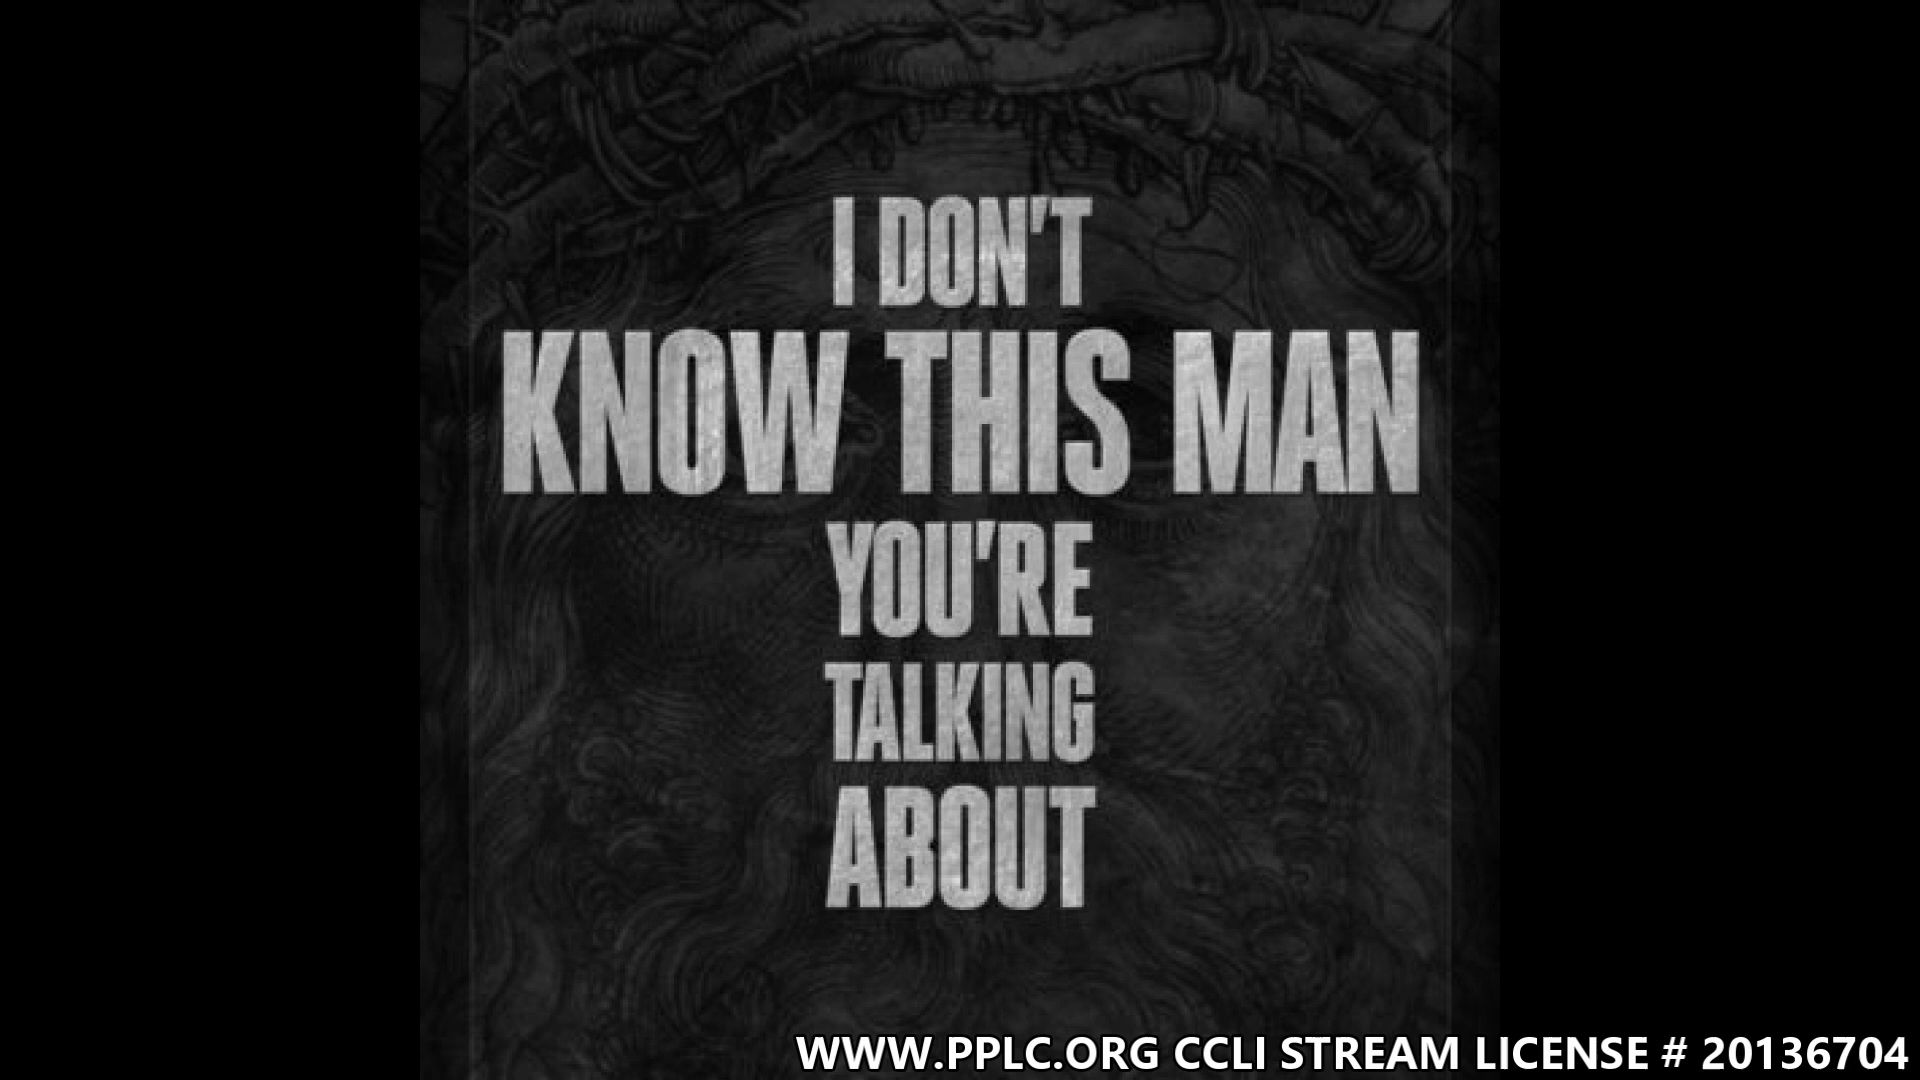 I DON'T
KNOW THIS MAN
YOU'RE
TALKING
ABOUT
WWW.PPLC.ORG CCLI STREAM LICENSE # 20136704